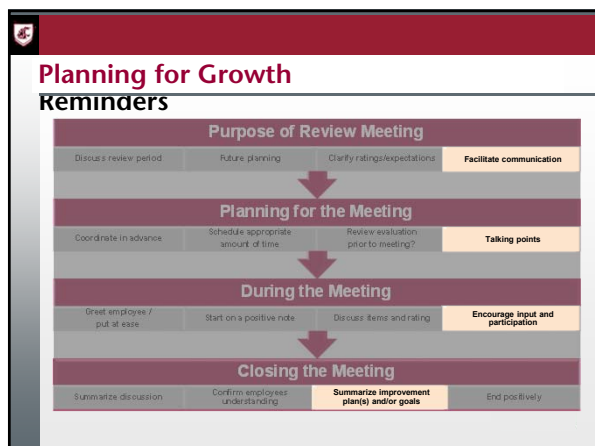 Planning for Growth
Reminders
Purpose of Review Meeting
Discuss review period
Future planning
Clarify ratings/expectations
Facilitate communication
Planning for the Meeting
Coordinate in advance
Schedule appropriate
amount of time
Review evaluation
prior to meeting?
Talking points
During the Meeting
Greet employee /
put at ease
Start on a positive note
Discuss items and rating
Encourage input and
participation
Closing the Meeting
Summarize discussion
Confirm employees
understanding
Summarize improvement
plan(s) and/or goals
End positively